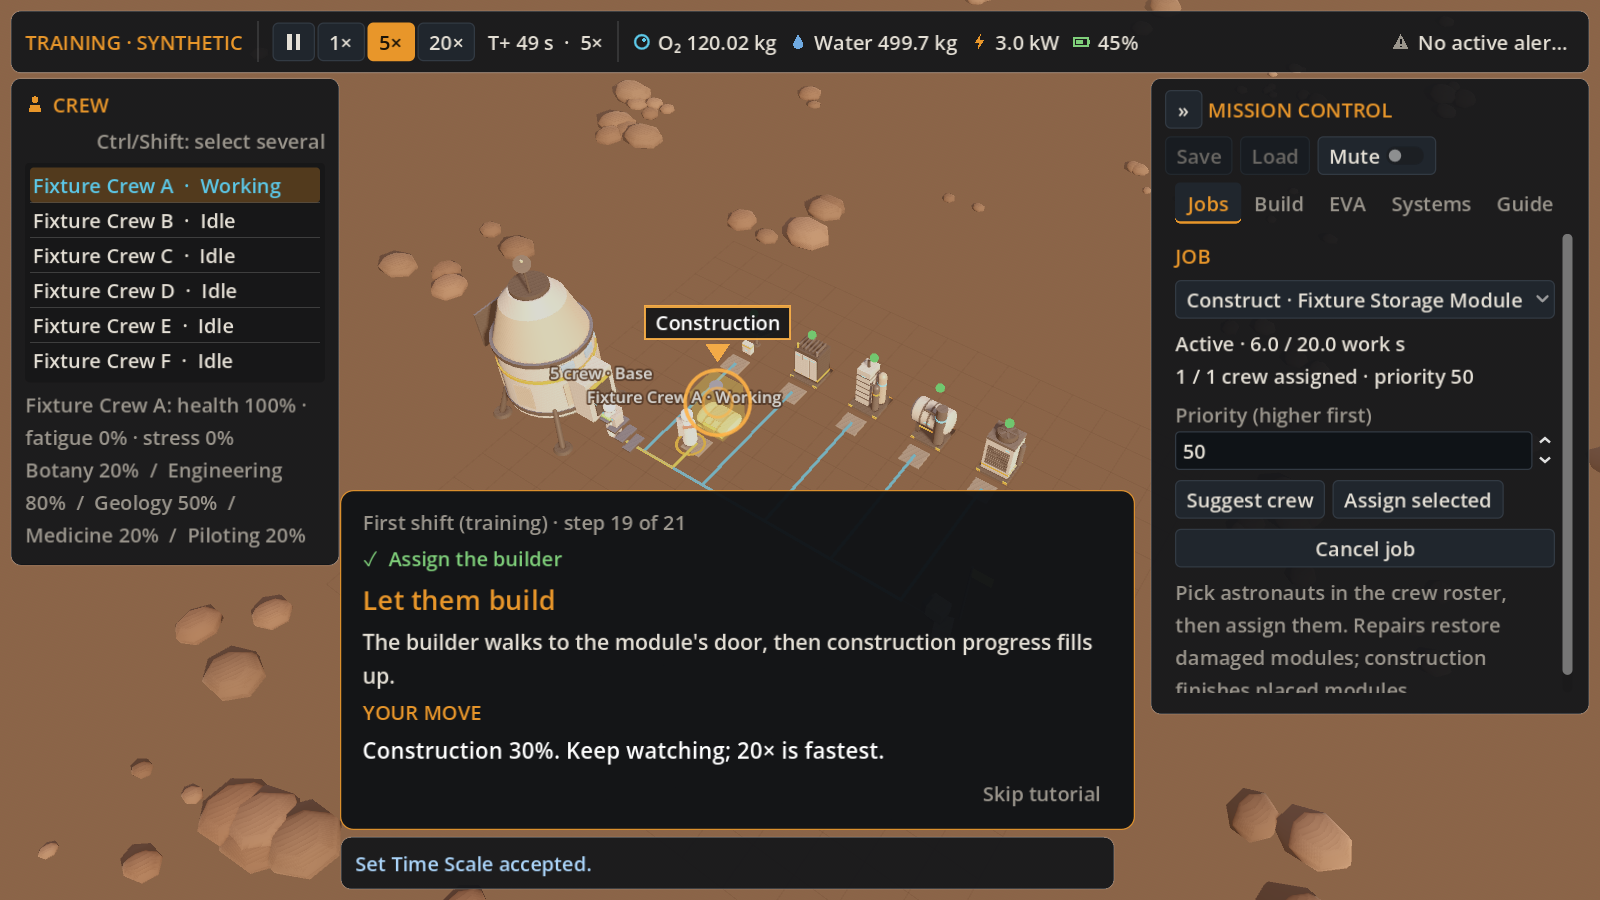 TRAINING · SYNTHETIC
1×
5×
20×
T+ 49 s · 5×
O₂ 120.02 kg
Water 499.7 kg
3.0 kW
45%
No active aler...
CREW
Ctrl/Shift: select several
Fixture Crew A · Working
Fixture Crew B · Idle
Fixture Crew C · Idle
Fixture Crew D · Idle
Fixture Crew E · Idle
Fixture Crew F · Idle
Fixture Crew A: health 100% ·
fatigue 0% · stress 0%
Botany 20% / Engineering
80% / Geology 50% /
Medicine 20% / Piloting 20%
Construction
5 crew · Base
Fixture Crew A · Working
First shift (training) · step 19 of 21
✓ Assign the builder
Let them build
The builder walks to the module's door, then construction progress fills
up.
YOUR MOVE
Construction 30%. Keep watching; 20× is fastest.
Skip tutorial
Set Time Scale accepted.
» MISSION CONTROL
Save
Load
Mute
Jobs
Build
EVA
Systems
Guide
JOB
Construct · Fixture Storage Module
Active · 6.0 / 20.0 work s
1 / 1 crew assigned · priority 50
Priority (higher first)
50
Suggest crew
Assign selected
Cancel job
Pick astronauts in the crew roster,
then assign them. Repairs restore
damaged modules; construction
finishes placed modules.